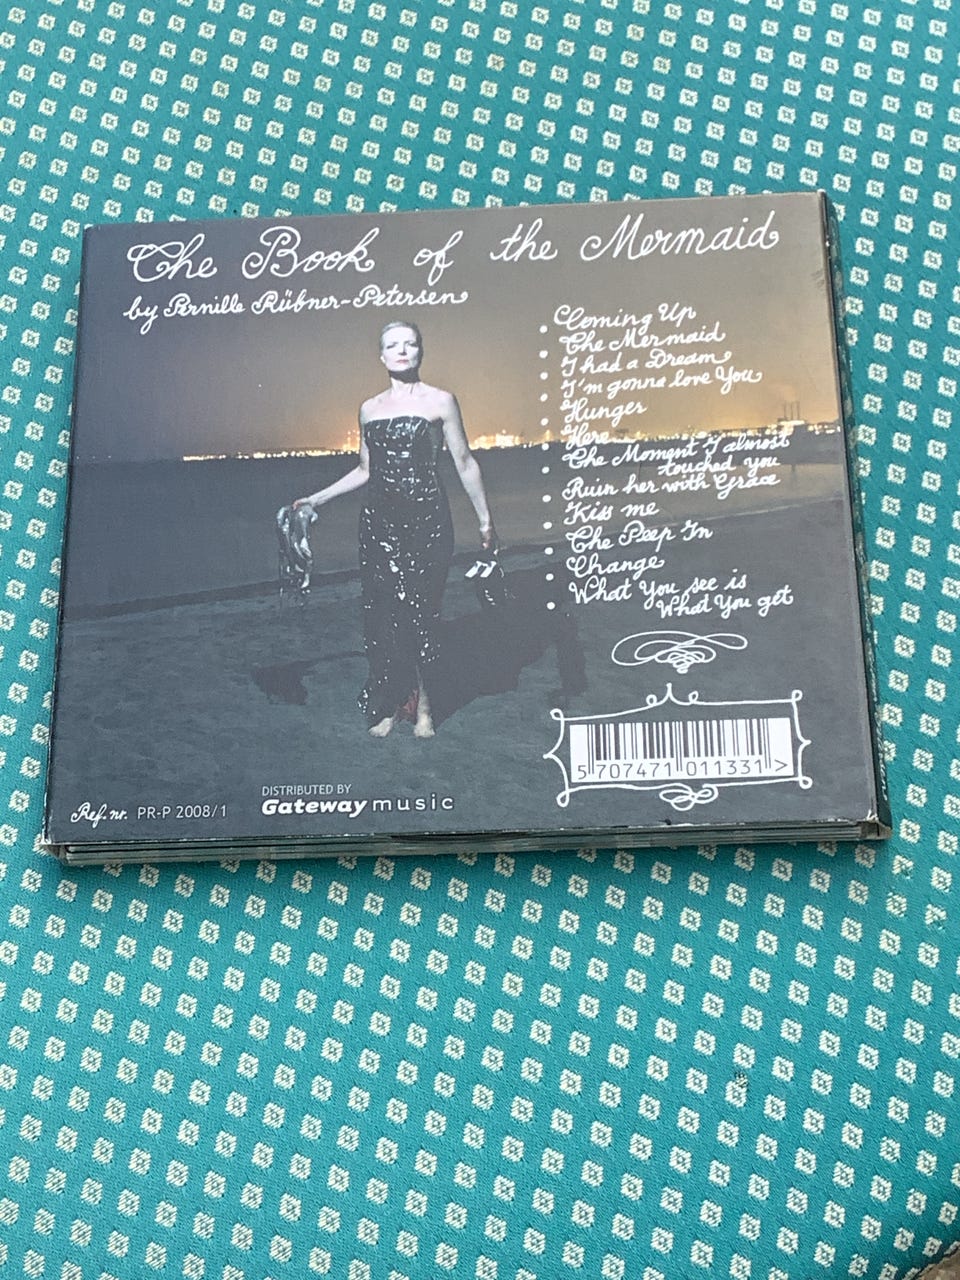 The Book of the Mermaid
by Pernille Rübner-Petersen
Coming Up
The Mermaid
I had a Dream
I'm gonna love You
Hunger
Here
The Moment I almost
touched you
Ruin her with Grace
Kiss me
The Peep In
Change
What You see is
What You get
5 707471 011331 >
Ref. nr. PR-P 2008/1
DISTRIBUTED BY
Gateway music